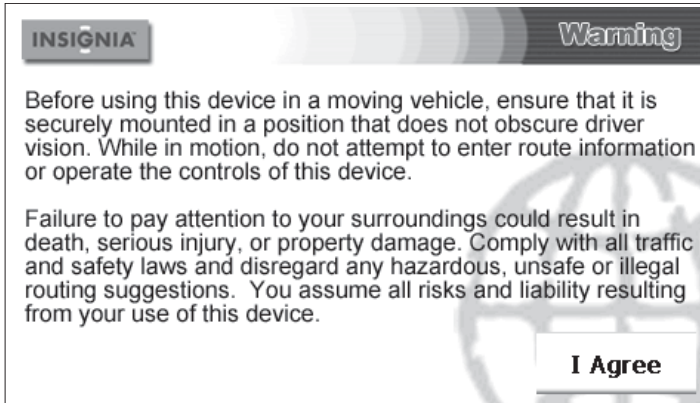 INSIGNIA™
Warning
Before using this device in a moving vehicle, ensure that it is
securely mounted in a position that does not obscure driver
vision. While in motion, do not attempt to enter route information
or operate the controls of this device.
Failure to pay attention to your surroundings could result in
death, serious injury, or property damage. Comply with all traffic
and safety laws and disregard any hazardous, unsafe or illegal
routing suggestions.  You assume all risks and liability resulting
from your use of this device.
I Agree